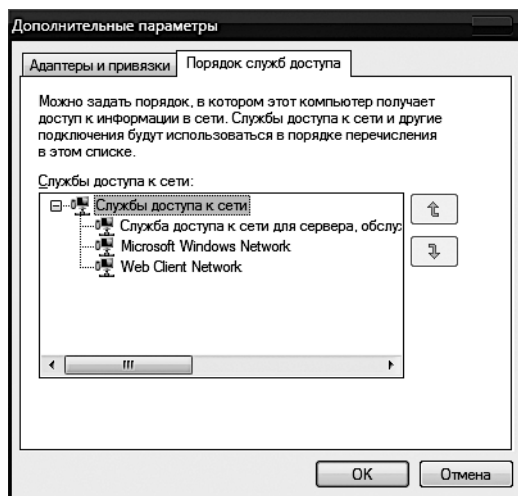 Дополнительные параметры
Адаптеры и привязки
Порядок служб доступа
Можно задать порядок, в котором этот компьютер получает
доступ к информации в сети. Службы доступа к сети и другие
подключения будут использоваться в порядке перечисления
в этом списке.
Службы доступа к сети:
Службы доступа к сети
Служба доступа к сети для сервера, обслу
Microsoft Windows Network
Web Client Network
OK
Отмена